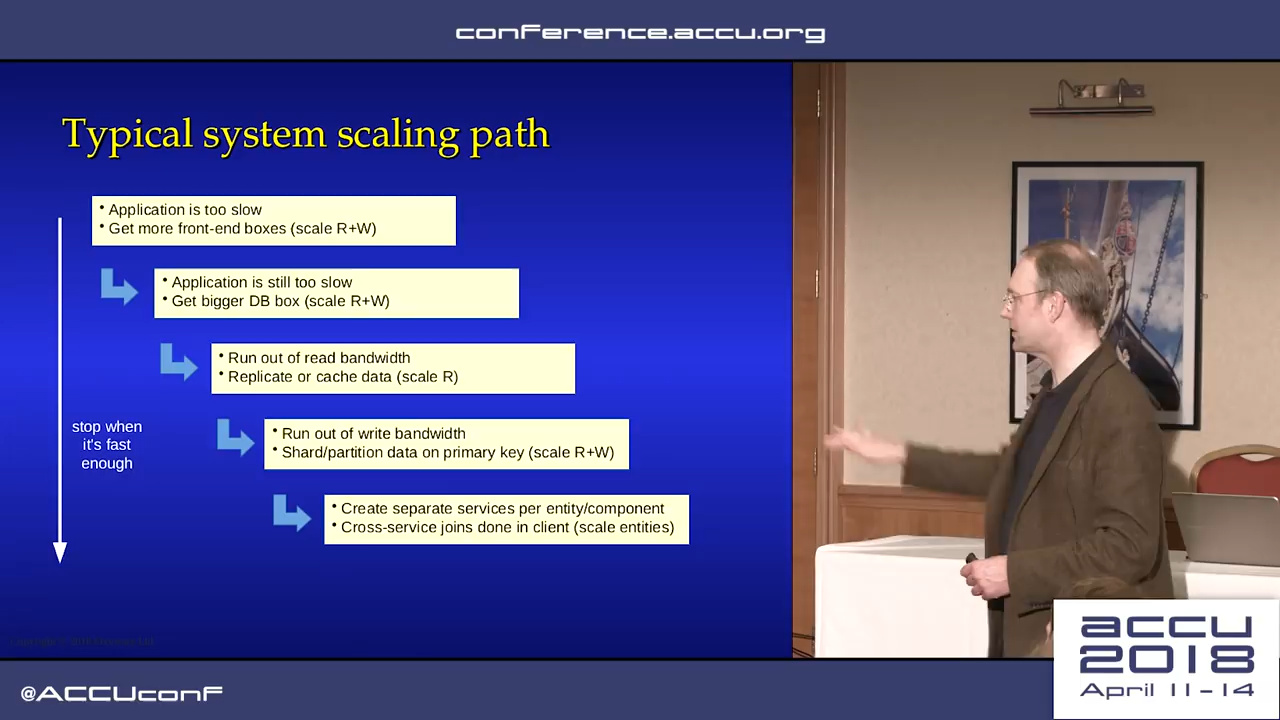 conference.accu.org
Typical system scaling path
• Application is too slow
• Get more front-end boxes (scale R+W)
• Application is still too slow
• Get bigger DB box (scale R+W)
• Run out of read bandwidth
• Replicate or cache data (scale R)
stop when
it's fast
enough
• Run out of write bandwidth
• Shard/partition data on primary key (scale R+W)
• Create separate services per entity/component
• Cross-service joins done in client (scale entities)
@ACCUconf
accu
2018
April 11-14